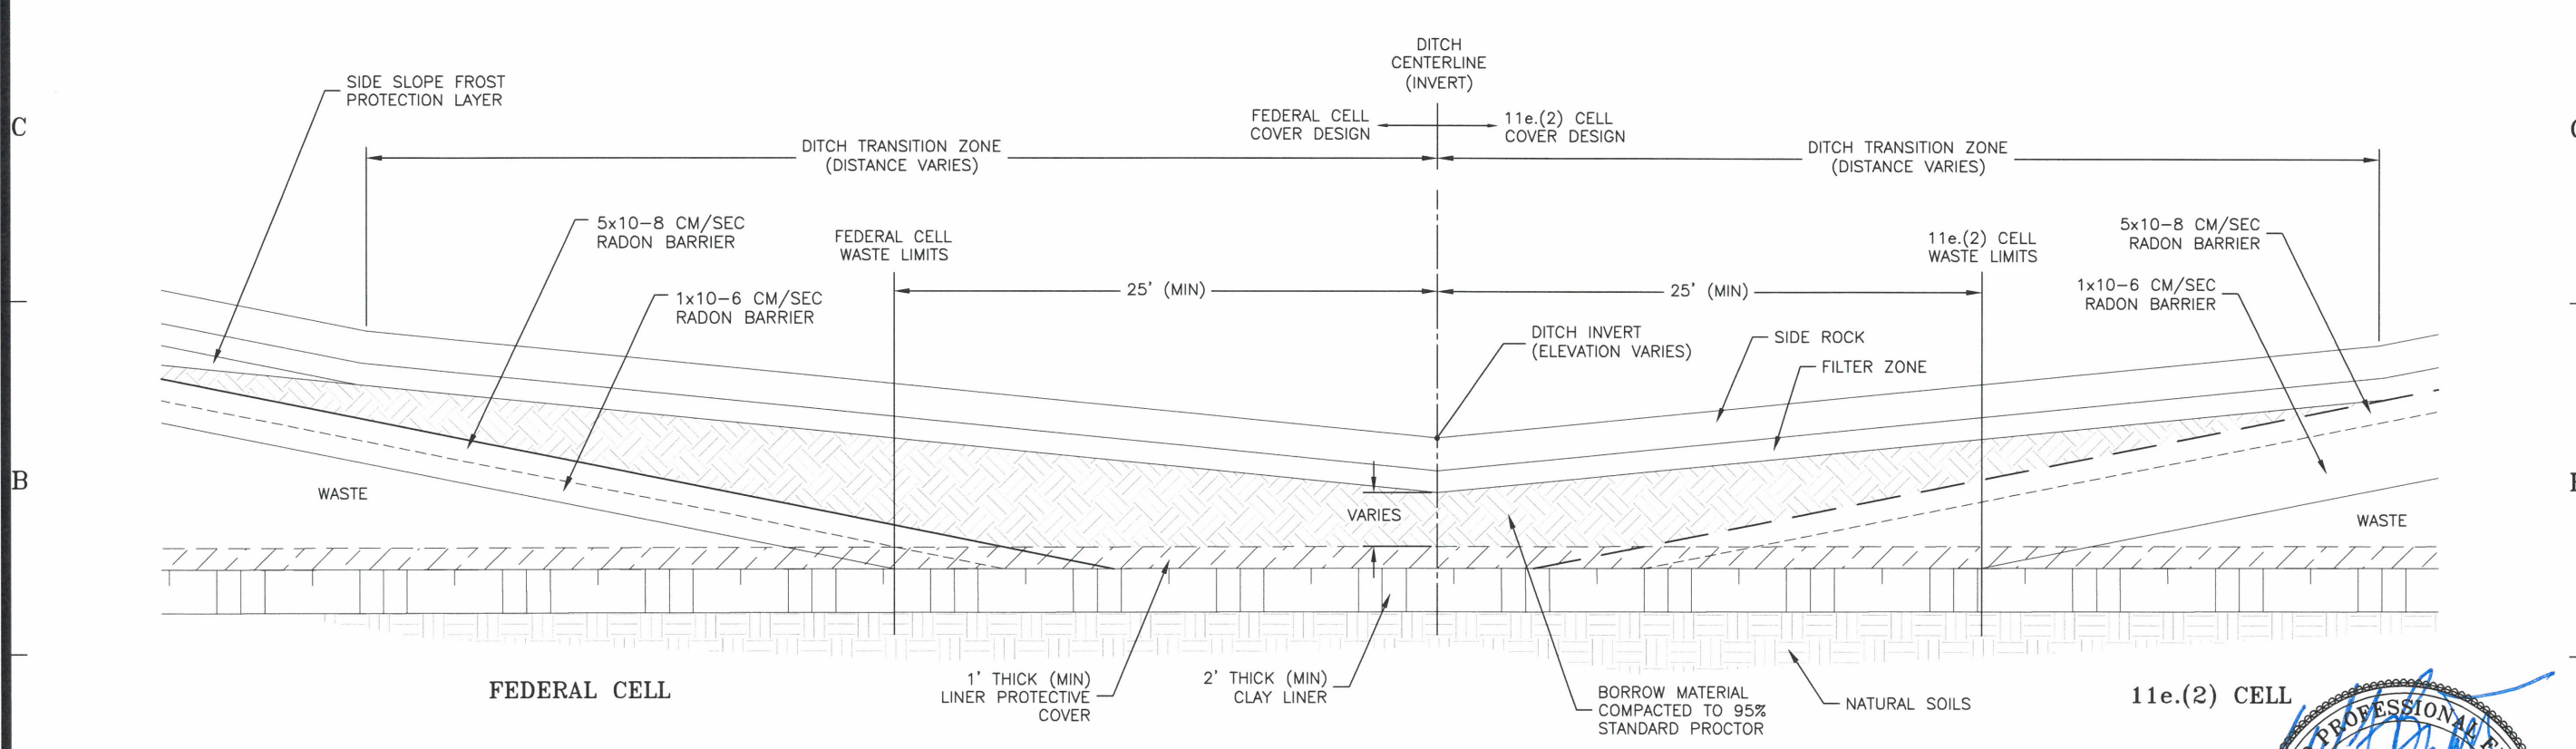 DITCH
CENTERLINE
(INVERT)
SIDE SLOPE FROST
PROTECTION LAYER
C
FEDERAL CELL
COVER DESIGN
11e.(2) CELL
COVER DESIGN
DITCH TRANSITION ZONE
(DISTANCE VARIES)
DITCH TRANSITION ZONE
(DISTANCE VARIES)
5x10-8 CM/SEC
RADON BARRIER
FEDERAL CELL
WASTE LIMITS
11e.(2) CELL
WASTE LIMITS
5x10-8 CM/SEC
RADON BARRIER
1x10-6 CM/SEC
RADON BARRIER
25' (MIN)
25' (MIN)
1x10-6 CM/SEC
RADON BARRIER
DITCH INVERT
(ELEVATION VARIES)
SIDE ROCK
FILTER ZONE
B
WASTE
VARIES
WASTE
FEDERAL CELL
1' THICK (MIN)
LINER PROTECTIVE
COVER
2' THICK (MIN)
CLAY LINER
BORROW MATERIAL
COMPACTED TO 95%
STANDARD PROCTOR
NATURAL SOILS
11e.(2) CELL
PROFESSIONAL